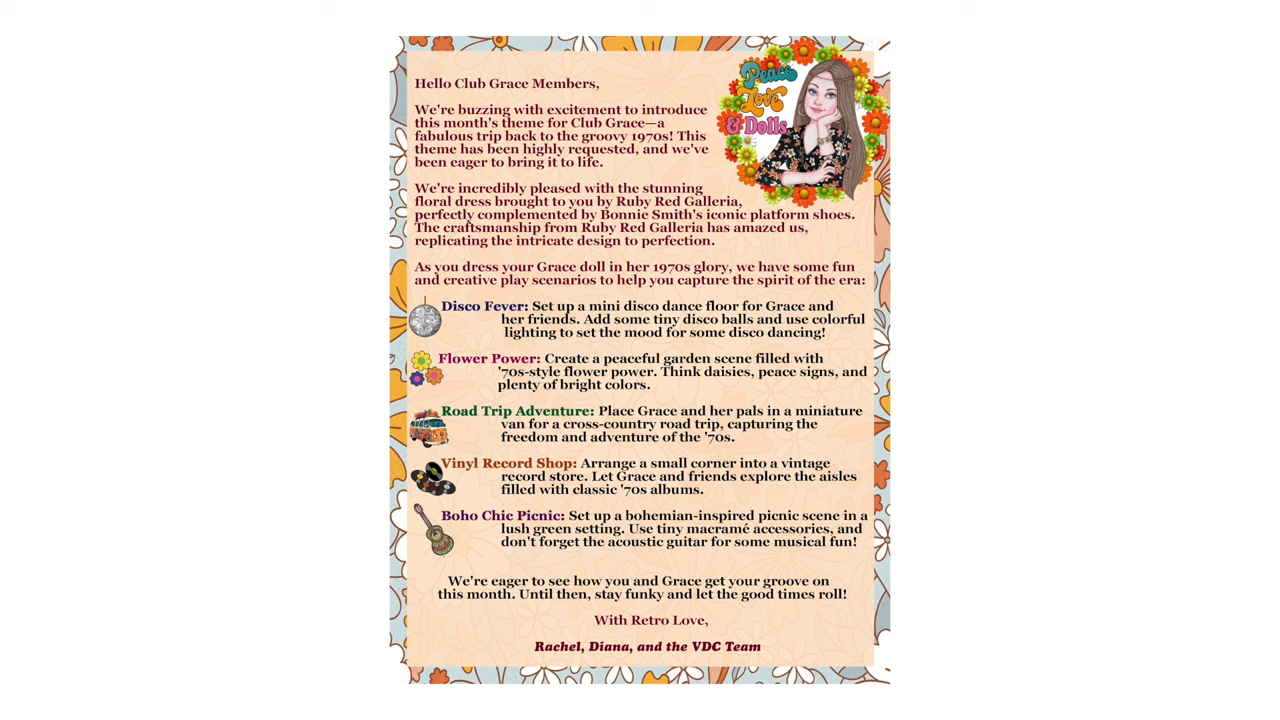 Peace
Love
& Dolls
Hello Club Grace Members,
We're buzzing with excitement to introduce
this month's theme for Club Grace—a
fabulous trip back to the groovy 1970s! This
theme has been highly requested, and we've
been eager to bring it to life.
We're incredibly pleased with the stunning
floral dress brought to you by Ruby Red Galleria,
perfectly complemented by Bonnie Smith's iconic platform shoes.
The craftsmanship from Ruby Red Galleria has amazed us,
replicating the intricate design to perfection.
As you dress your Grace doll in her 1970s glory, we have some fun
and creative play scenarios to help you capture the spirit of the era:
Disco Fever: Set up a mini disco dance floor for Grace and
her friends. Add some tiny disco balls and use colorful
lighting to set the mood for some disco dancing!
Flower Power: Create a peaceful garden scene filled with
'70s-style flower power. Think daisies, peace signs, and
plenty of bright colors.
Road Trip Adventure: Place Grace and her pals in a miniature
van for a cross-country road trip, capturing the
freedom and adventure of the '70s.
Vinyl Record Shop: Arrange a small corner into a vintage
record store. Let Grace and friends explore the aisles
filled with classic '70s albums.
Boho Chic Picnic: Set up a bohemian-inspired picnic scene in a
lush green setting. Use tiny macramé accessories, and
don't forget the acoustic guitar for some musical fun!
We're eager to see how you and Grace get your groove on
this month. Until then, stay funky and let the good times roll!
With Retro Love,
Rachel, Diana, and the VDC Team